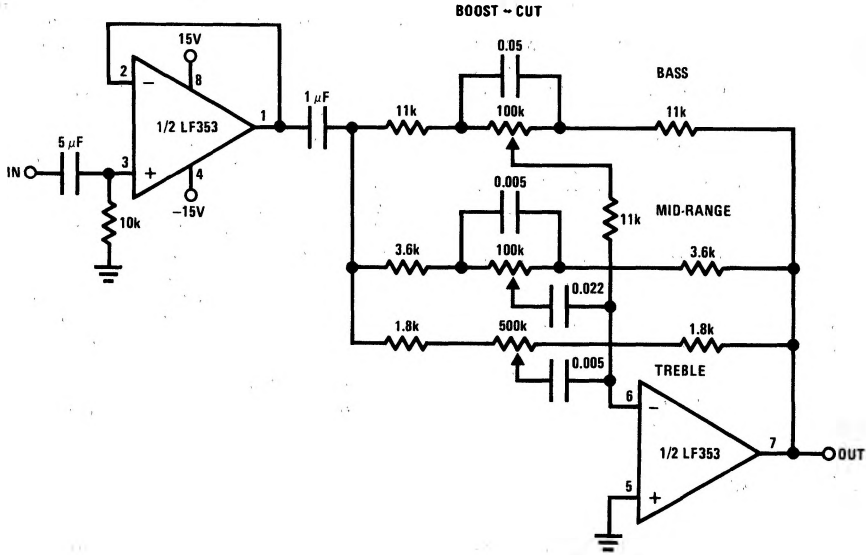 BOOST ~ CUT
15V
0.05
BASS
2
8
1 μF
11k
100k
11k
1
1/2 LF353
5 μF
IN
3
4
10k
–15V
0.005
11k
MID-RANGE
3.6k
100k
3.6k
0.022
1.8k
500k
1.8k
0.005
TREBLE
6
7
1/2 LF353
OUT
5